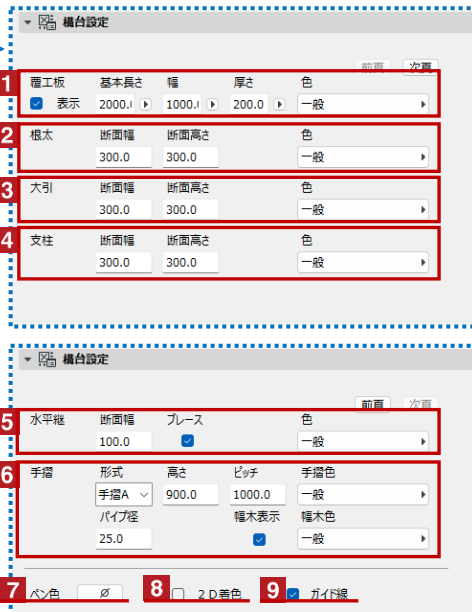 構台設定
前頁 次頁
1 覆工板 基本長さ 幅 厚さ 色
表示 2000.( 1000.( 200.0 一般
2 根太 断面幅 断面高さ 色
300.0 300.0 一般
3 大引 断面幅 断面高さ 色
300.0 300.0 一般
4 支柱 断面幅 断面高さ 色
300.0 300.0 一般
構台設定
前頁 次頁
5 水平継 断面幅 ブレース 色
100.0 一般
6 手摺 形式 高さ ピッチ 手摺色
手摺A 900.0 1000.0 一般
パイプ径 幅木表示 幅木色
25.0 一般
7 ペン色 8 2D着色 9 ガイド線